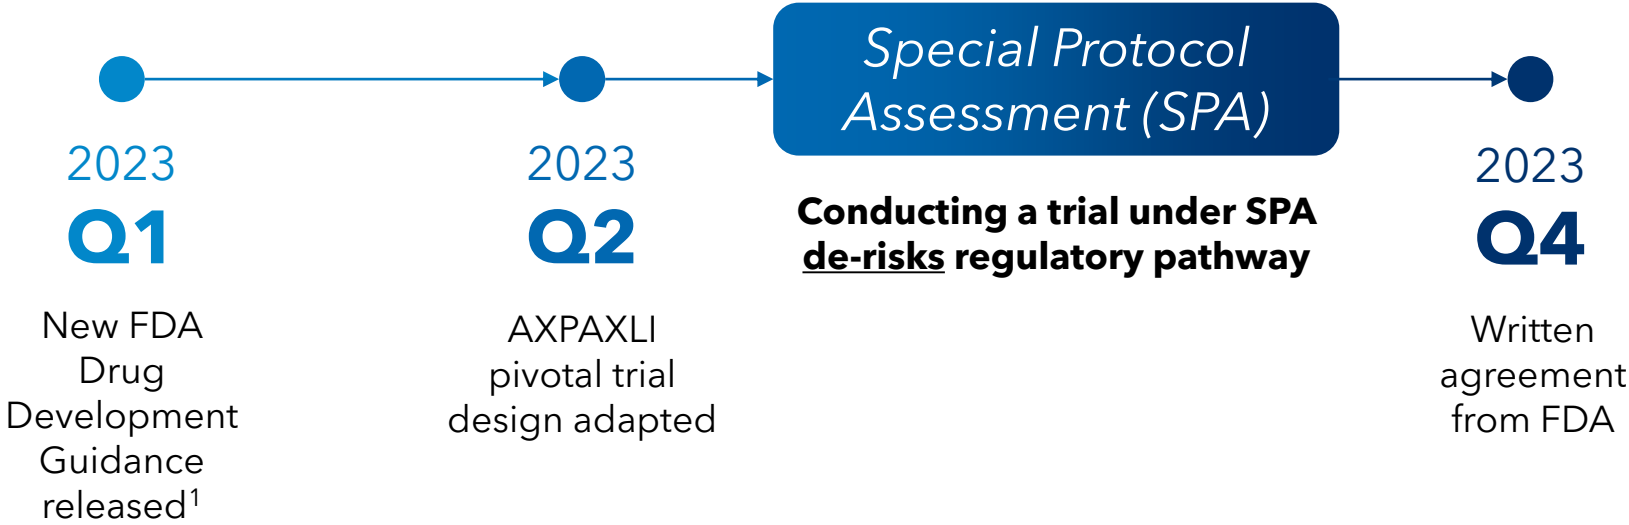 Special Protocol
Assessment (SPA)
2023
Q1
New FDA
Drug
Development
Guidance
released¹
2023
Q2
AXPAXLI
pivotal trial
design adapted
Conducting a trial under SPA
de-risks regulatory pathway
2023
Q4
Written
agreement
from FDA